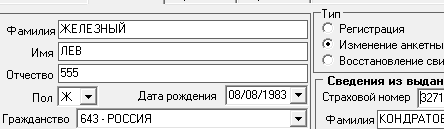 Фамилия ЖЕЛЕЗНЫЙ
Имя ЛЕВ
Отчество 555
Пол Ж Дата рождения 08/08/1983
Гражданство 643 - РОССИЯ
Тип
Регистрация
Изменение анкетны
Восстановление сви
Сведения из выдан
Страховой номер 3271
Фамилия КОНДРАТОВ